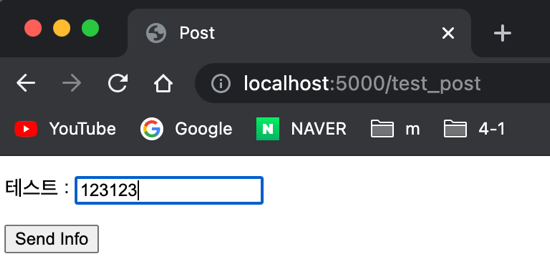 Post
localhost:5000/test_post
YouTube Google NAVER m 4-1
테스트 : 123123
Send Info